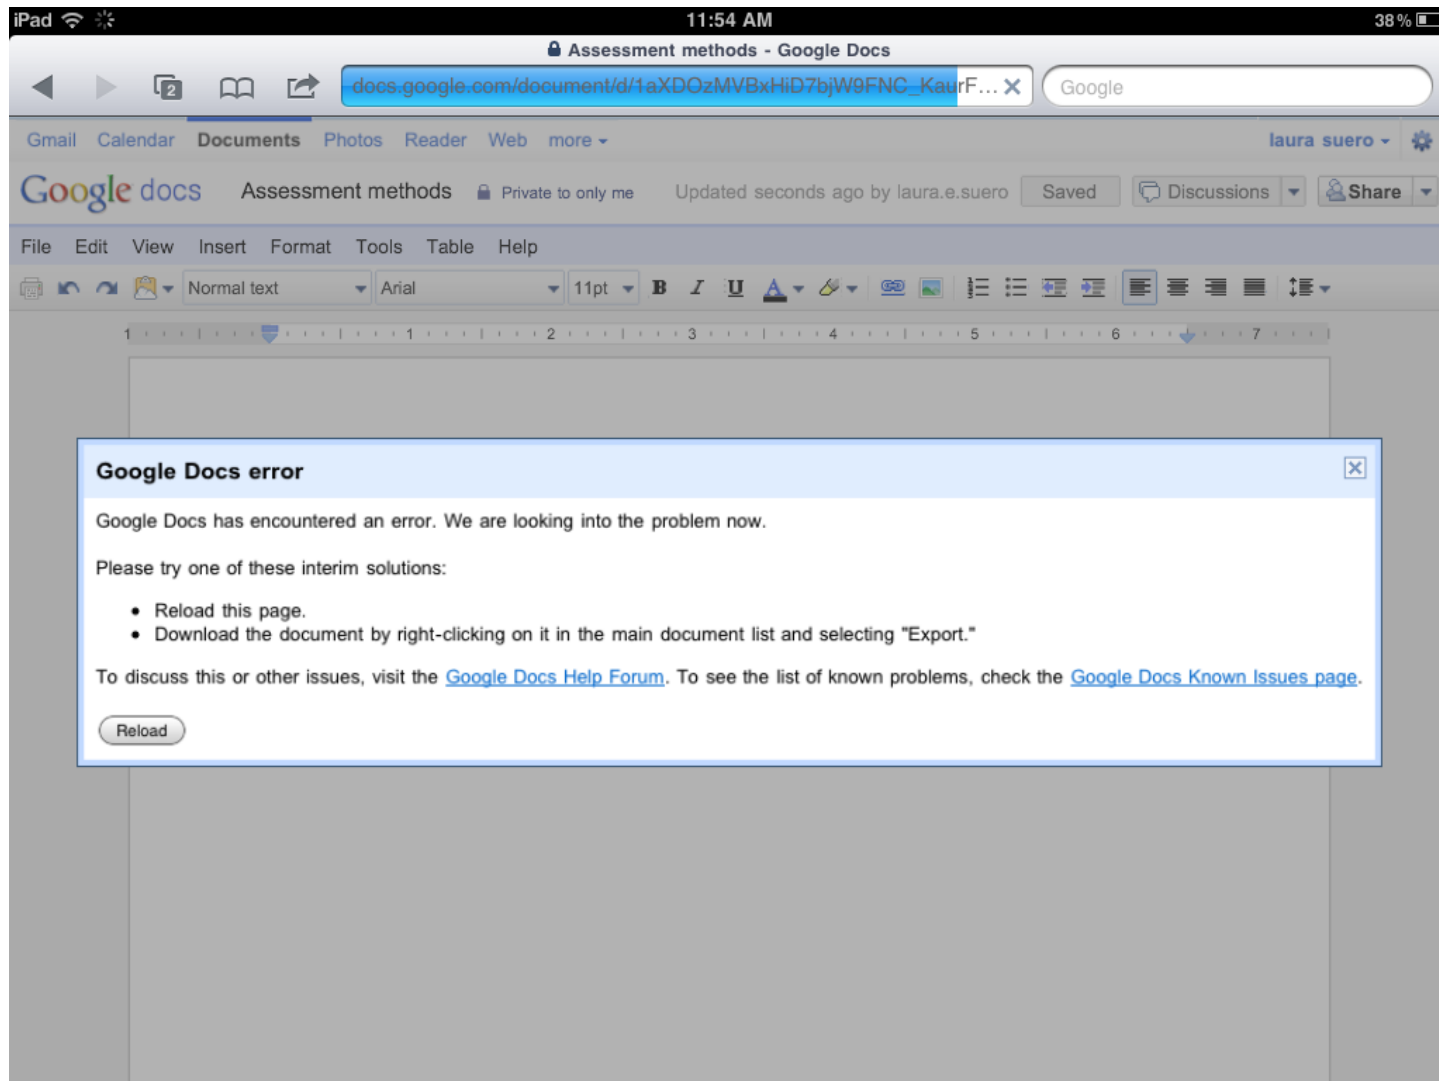 iPad 11:54 AM 38%
Assessment methods - Google Docs
2 docs.google.com/document/d/1aXDOzMVBxHiD7bjW9FNC_KaurF... Google
Gmail Calendar Documents Photos Reader Web more laura suero
Google docs Assessment methods Private to only me Updated seconds ago by laura.e.suero Saved Discussions Share
File Edit View Insert Format Tools Table Help
Normal text Arial 11pt B I U A
1 1 2 3 4 5 6 7
Google Docs error
Google Docs has encountered an error. We are looking into the problem now.
Please try one of these interim solutions:
• Reload this page.
• Download the document by right-clicking on it in the main document list and selecting "Export."
To discuss this or other issues, visit the Google Docs Help Forum. To see the list of known problems, check the Google Docs Known Issues page.
Reload